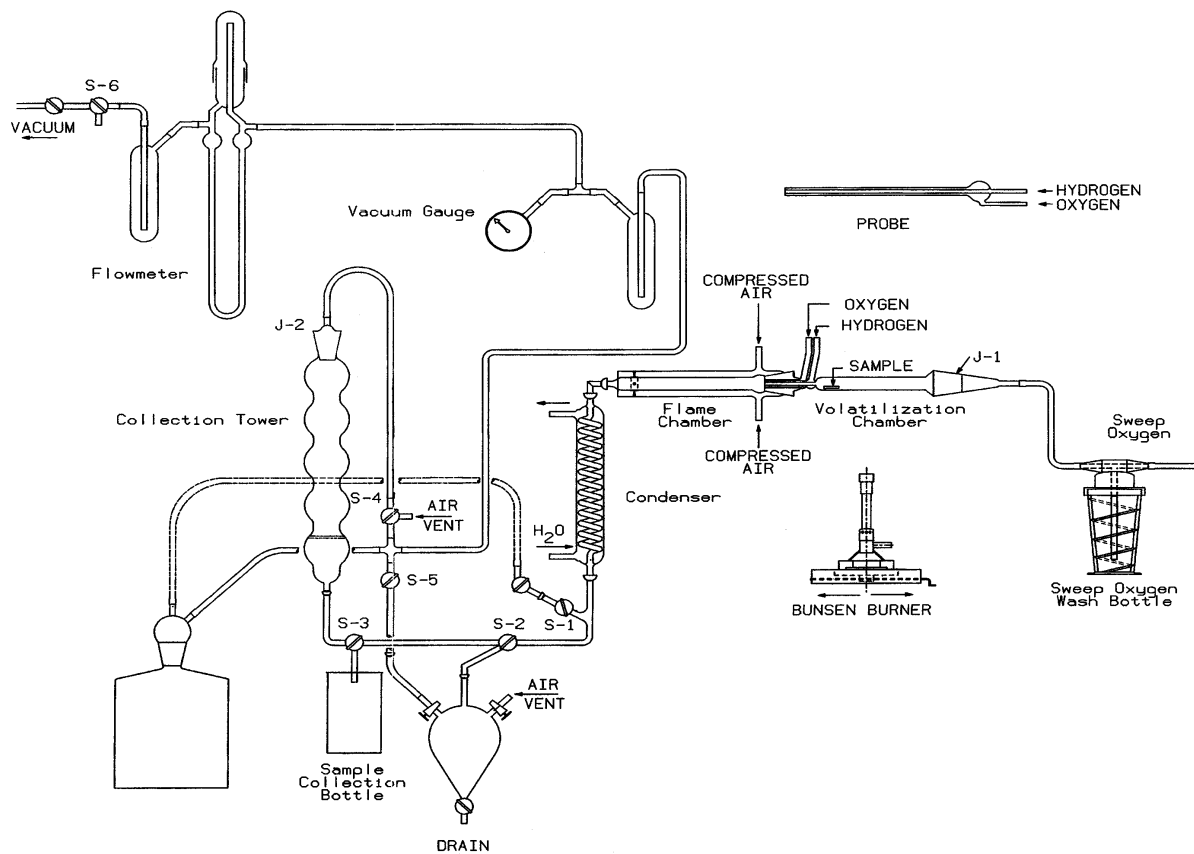 S-6
VACUUM
Flowmeter
Vacuum Gauge
HYDROGEN
OXYGEN
PROBE
COMPRESSED
AIR
OXYGEN
HYDROGEN
SAMPLE
J-1
J-2
Collection Tower
Flame
Chamber
Volatilization
Chamber
COMPRESSED
AIR
Sweep
Oxygen
S-4
AIR
VENT
Condenser
H2O
S-5
S-1
BUNSEN BURNER
Sweep Oxygen
Wash Bottle
S-3
S-2
AIR
VENT
Sample
Collection
Bottle
DRAIN